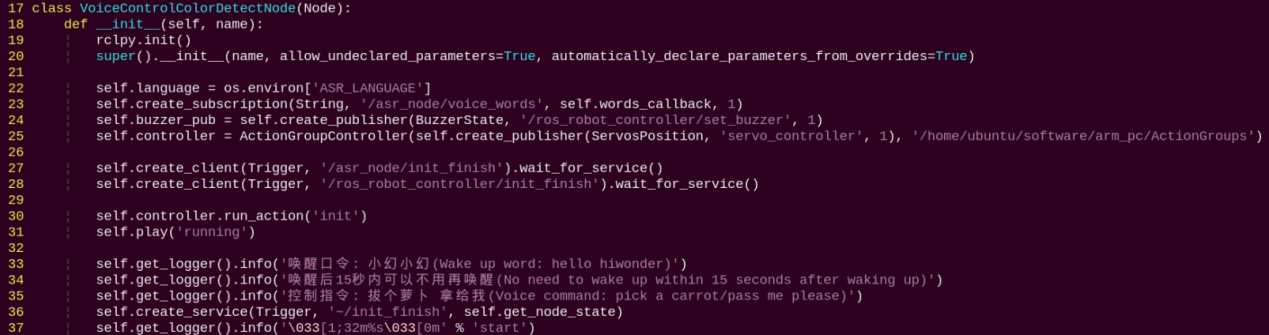 17 class VoiceControlColorDetectNode(Node):
18     def __init__(self, name):
19         rclpy.init()
20         super().__init__(name, allow_undeclared_parameters=True, automatically_declare_parameters_from_overrides=True)
21
22         self.language = os.environ['ASR_LANGUAGE']
23         self.create_subscription(String, '/asr_node/voice_words', self.words_callback, 1)
24         self.buzzer_pub = self.create_publisher(BuzzerState, '/ros_robot_controller/set_buzzer', 1)
25         self.controller = ActionGroupController(self.create_publisher(ServosPosition, 'servo_controller', 1), '/home/ubuntu/software/arm_pc/ActionGroups')
26
27         self.create_client(Trigger, '/asr_node/init_finish').wait_for_service()
28         self.create_client(Trigger, '/ros_robot_controller/init_finish').wait_for_service()
29
30         self.controller.run_action('init')
31         self.play('running')
32
33         self.get_logger().info('唤醒口令: 小幻小幻(Wake up word: hello hiwonder)')
34         self.get_logger().info('唤醒后15秒内可以不用再唤醒(No need to wake up within 15 seconds after waking up)')
35         self.get_logger().info('控制指令: 拔个萝卜 拿给我(Voice command: pick a carrot/pass me please)')
36         self.create_service(Trigger, '~/init_finish', self.get_node_state)
37         self.get_logger().info('\033[1;32m%s\033[0m' % 'start')